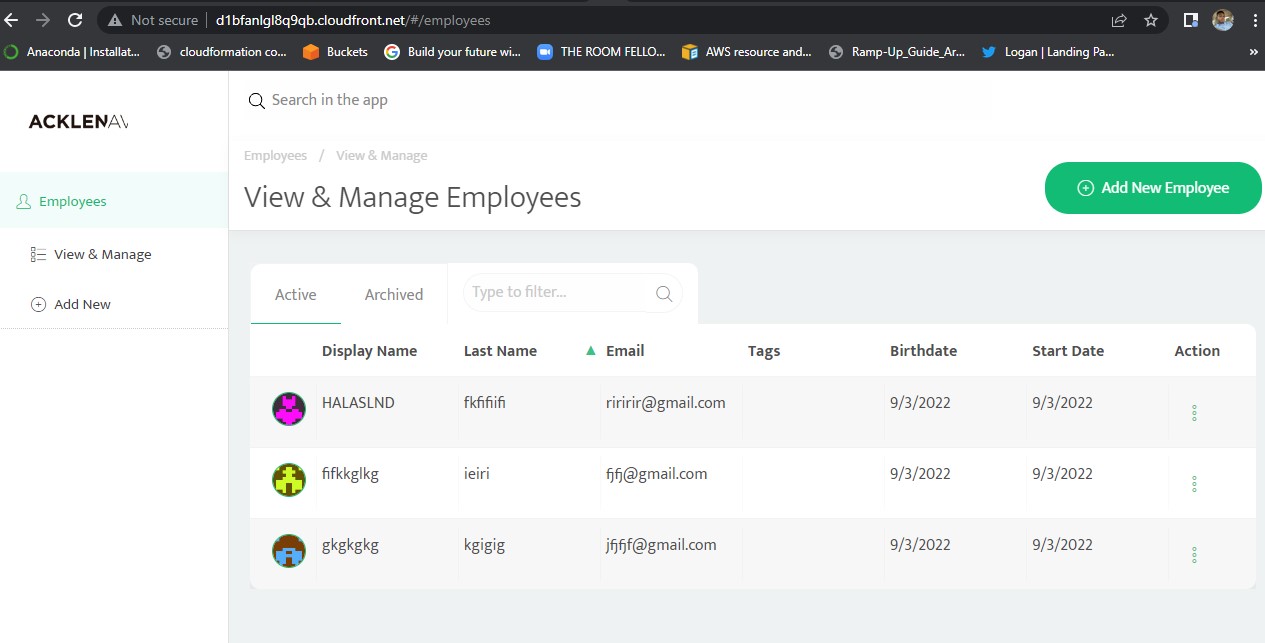 Not secure d1bfanlgl8q9qb.cloudfront.net/#/employees
Anaconda | Installat... cloudformation co... Buckets Build your future wi... THE ROOM FELLO... AWS resource and... Ramp-Up_Guide_Ar... Logan | Landing Pa... »
Search in the app
ACKLENAV
Employees / View & Manage
View & Manage Employees
Add New Employee
Employees
View & Manage
Add New
Active Archived Type to filter...
Display Name Last Name Email Tags Birthdate Start Date Action
HALASLND fkfifiifi riririr@gmail.com 9/3/2022 9/3/2022
fifkkglkg ieiri fjfj@gmail.com 9/3/2022 9/3/2022
gkgkgkg kgigig jfjfjf@gmail.com 9/3/2022 9/3/2022